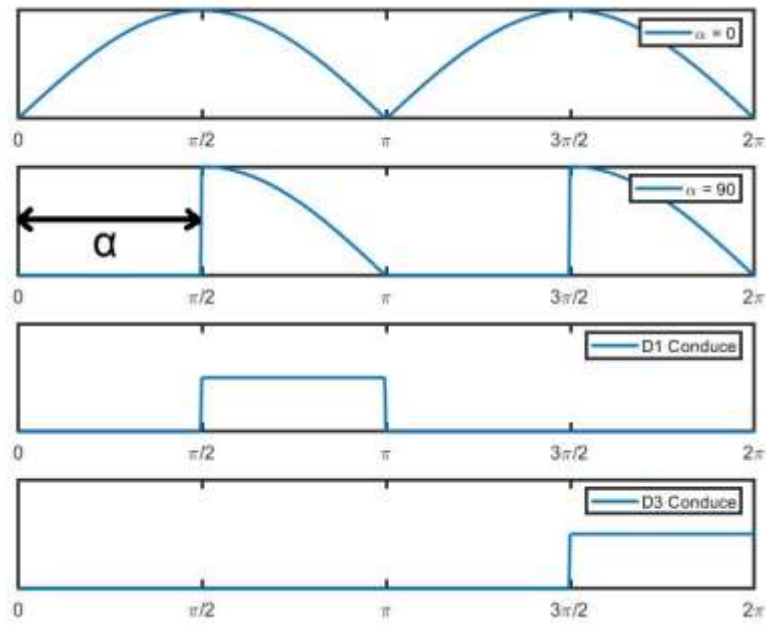 α = 0
0 π/2 π 3π/2 2π
α = 90
α
0 π/2 π 3π/2 2π
D1 Conduce
0 π/2 π 3π/2 2π
D3 Conduce
0 π/2 π 3π/2 2π